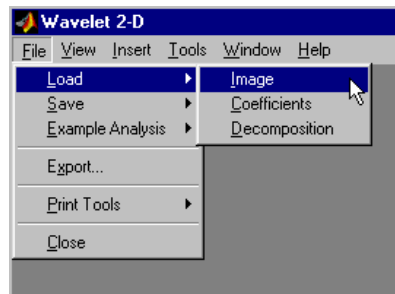 Wavelet 2-D
File View Insert Tools Window Help
Load
Save
Example Analysis
Export...
Print Tools
Close
Image
Coefficients
Decomposition